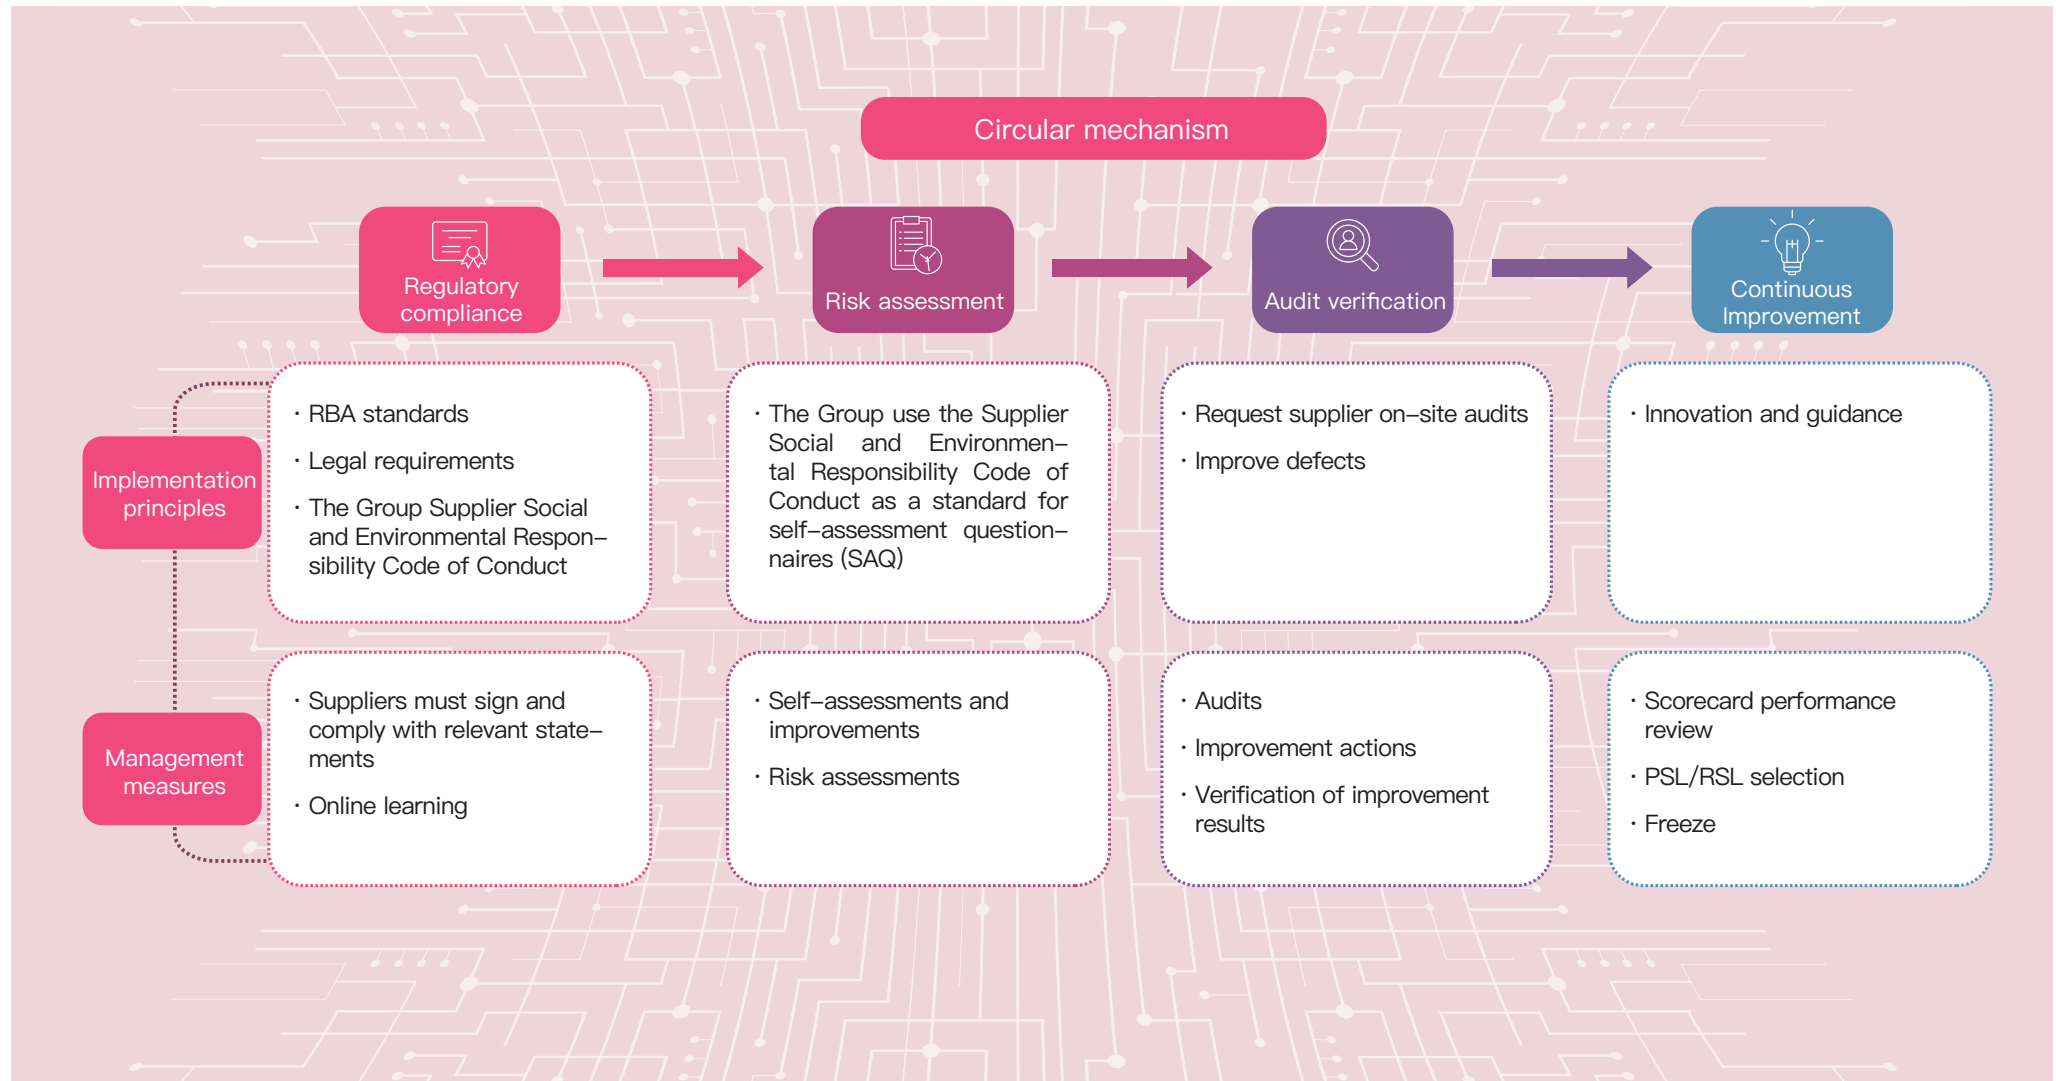 Circular mechanism
Regulatory
compliance
Risk assessment
Audit verification
Continuous
Improvement
Implementation
principles
· RBA standards
· Legal requirements
· The Group Supplier Social
and Environmental Respon–
sibility Code of Conduct
· The Group use the Supplier
Social and Environmen–
tal Responsibility Code of
Conduct as a standard for
self–assessment question–
naires (SAQ)
· Request supplier on–site audits
· Improve defects
· Innovation and guidance
Management
measures
· Suppliers must sign and
comply with relevant state–
ments
· Online learning
· Self–assessments and
improvements
· Risk assessments
· Audits
· Improvement actions
· Verification of improvement
results
· Scorecard performance
review
· PSL/RSL selection
· Freeze